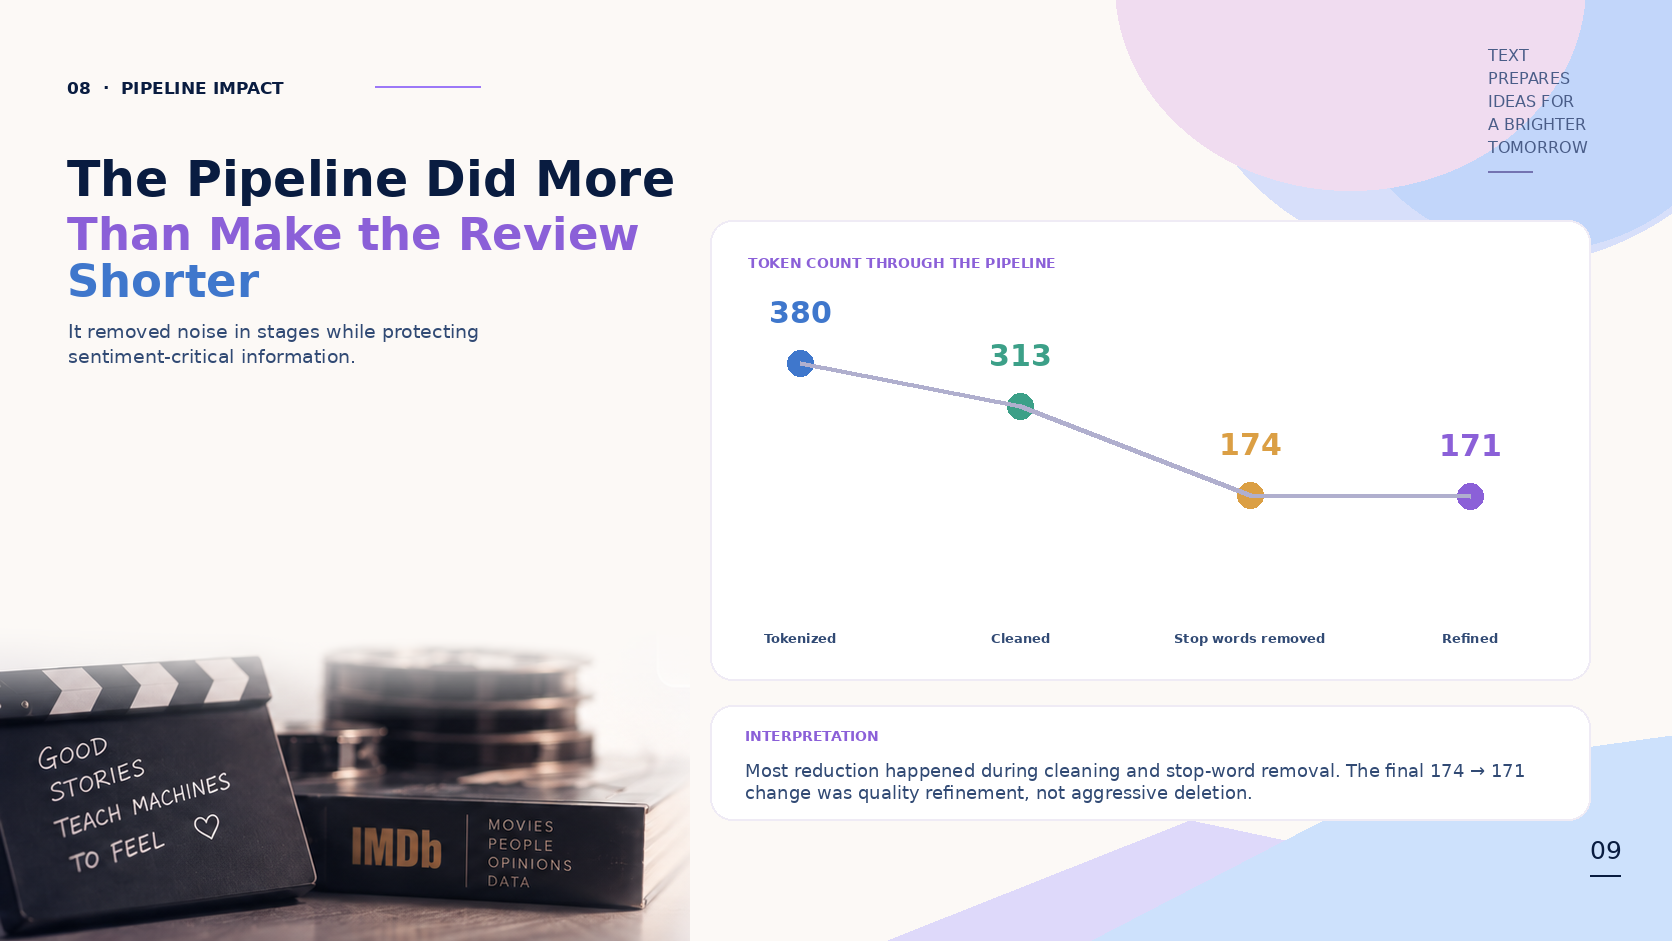 08 · PIPELINE IMPACT
TEXT
PREPARES
IDEAS FOR
A BRIGHTER
TOMORROW
The Pipeline Did More
Than Make the Review
Shorter
It removed noise in stages while protecting
sentiment-critical information.
TOKEN COUNT THROUGH THE PIPELINE
380
313
174
171
Tokenized
Cleaned
Stop words removed
Refined
INTERPRETATION
Most reduction happened during cleaning and stop-word removal. The final 174 → 171
change was quality refinement, not aggressive deletion.
GOOD
STORIES
TEACH MACHINES
TO FEEL ♡
IMDb
MOVIES
PEOPLE
OPINIONS
DATA
09